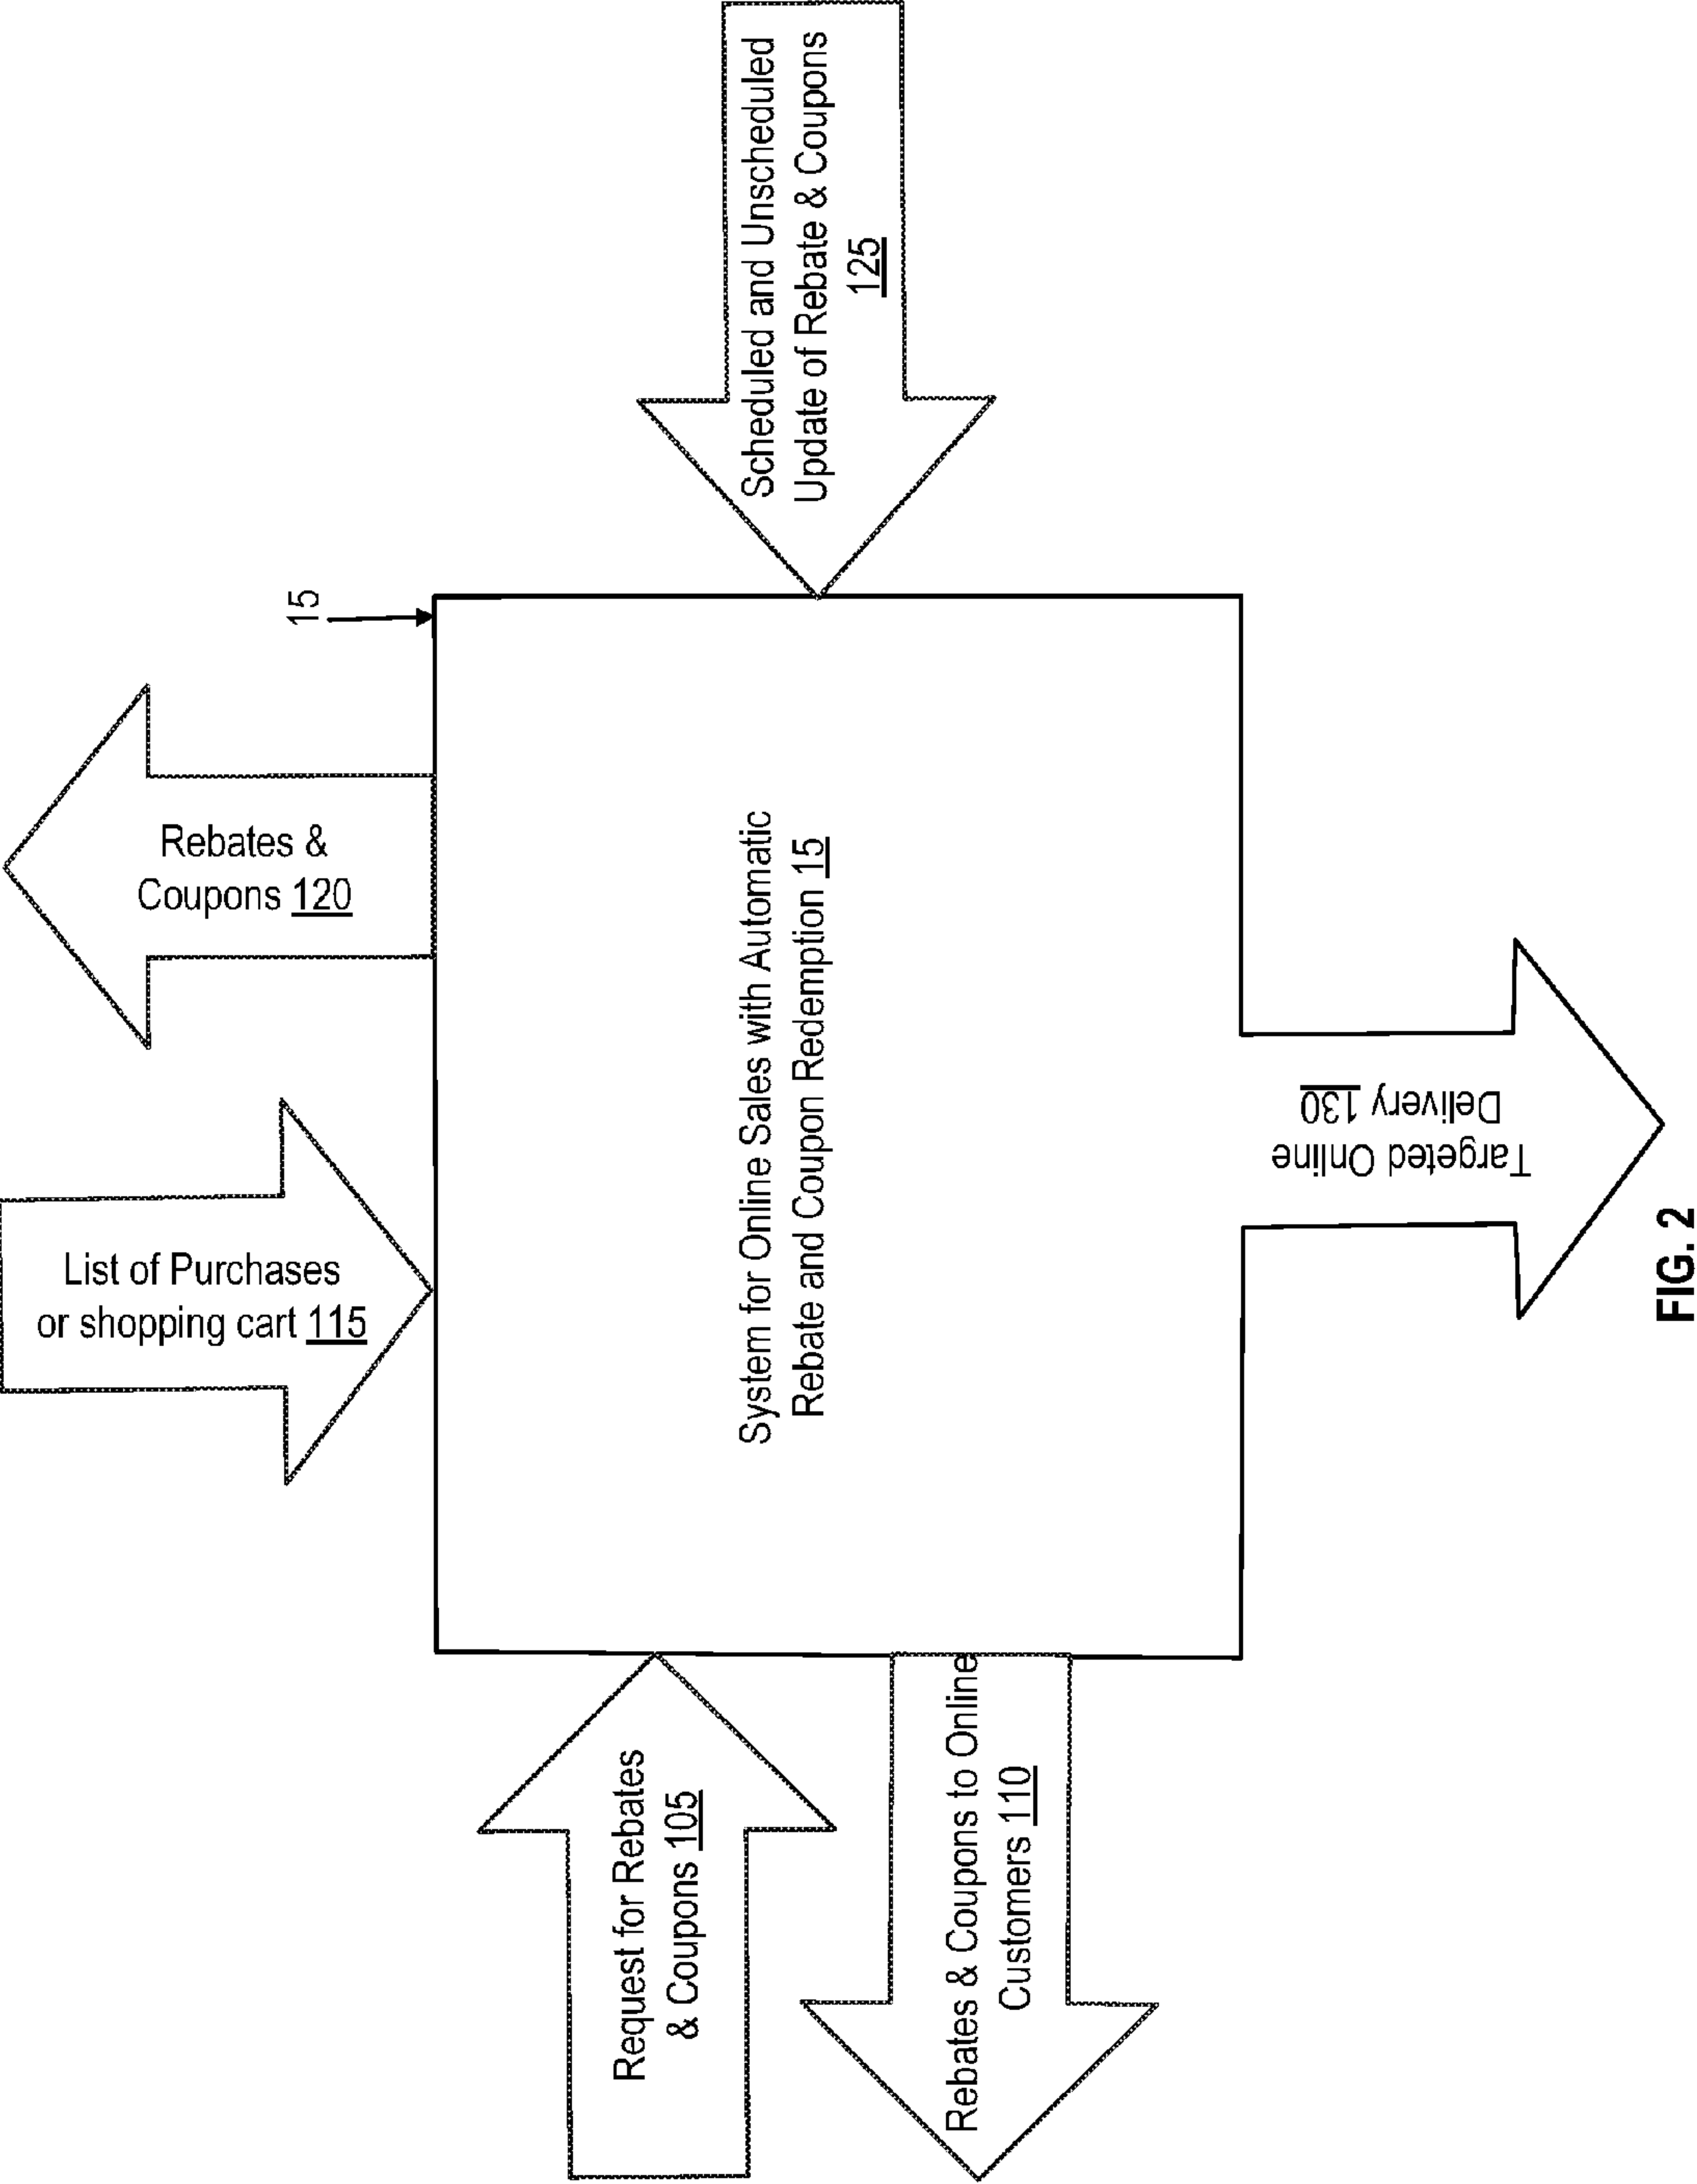 Scheduled and Unscheduled
Update of Rebate & Coupons
125
15
Rebates &
Coupons 120
List of Purchases
or shopping cart 115
System for Online Sales with Automatic
Rebate and Coupon Redemption 15
Targeted Online
Delivery 130
Request for Rebates
& Coupons 105
Rebates & Coupons to Online
Customers 110
FIG. 2